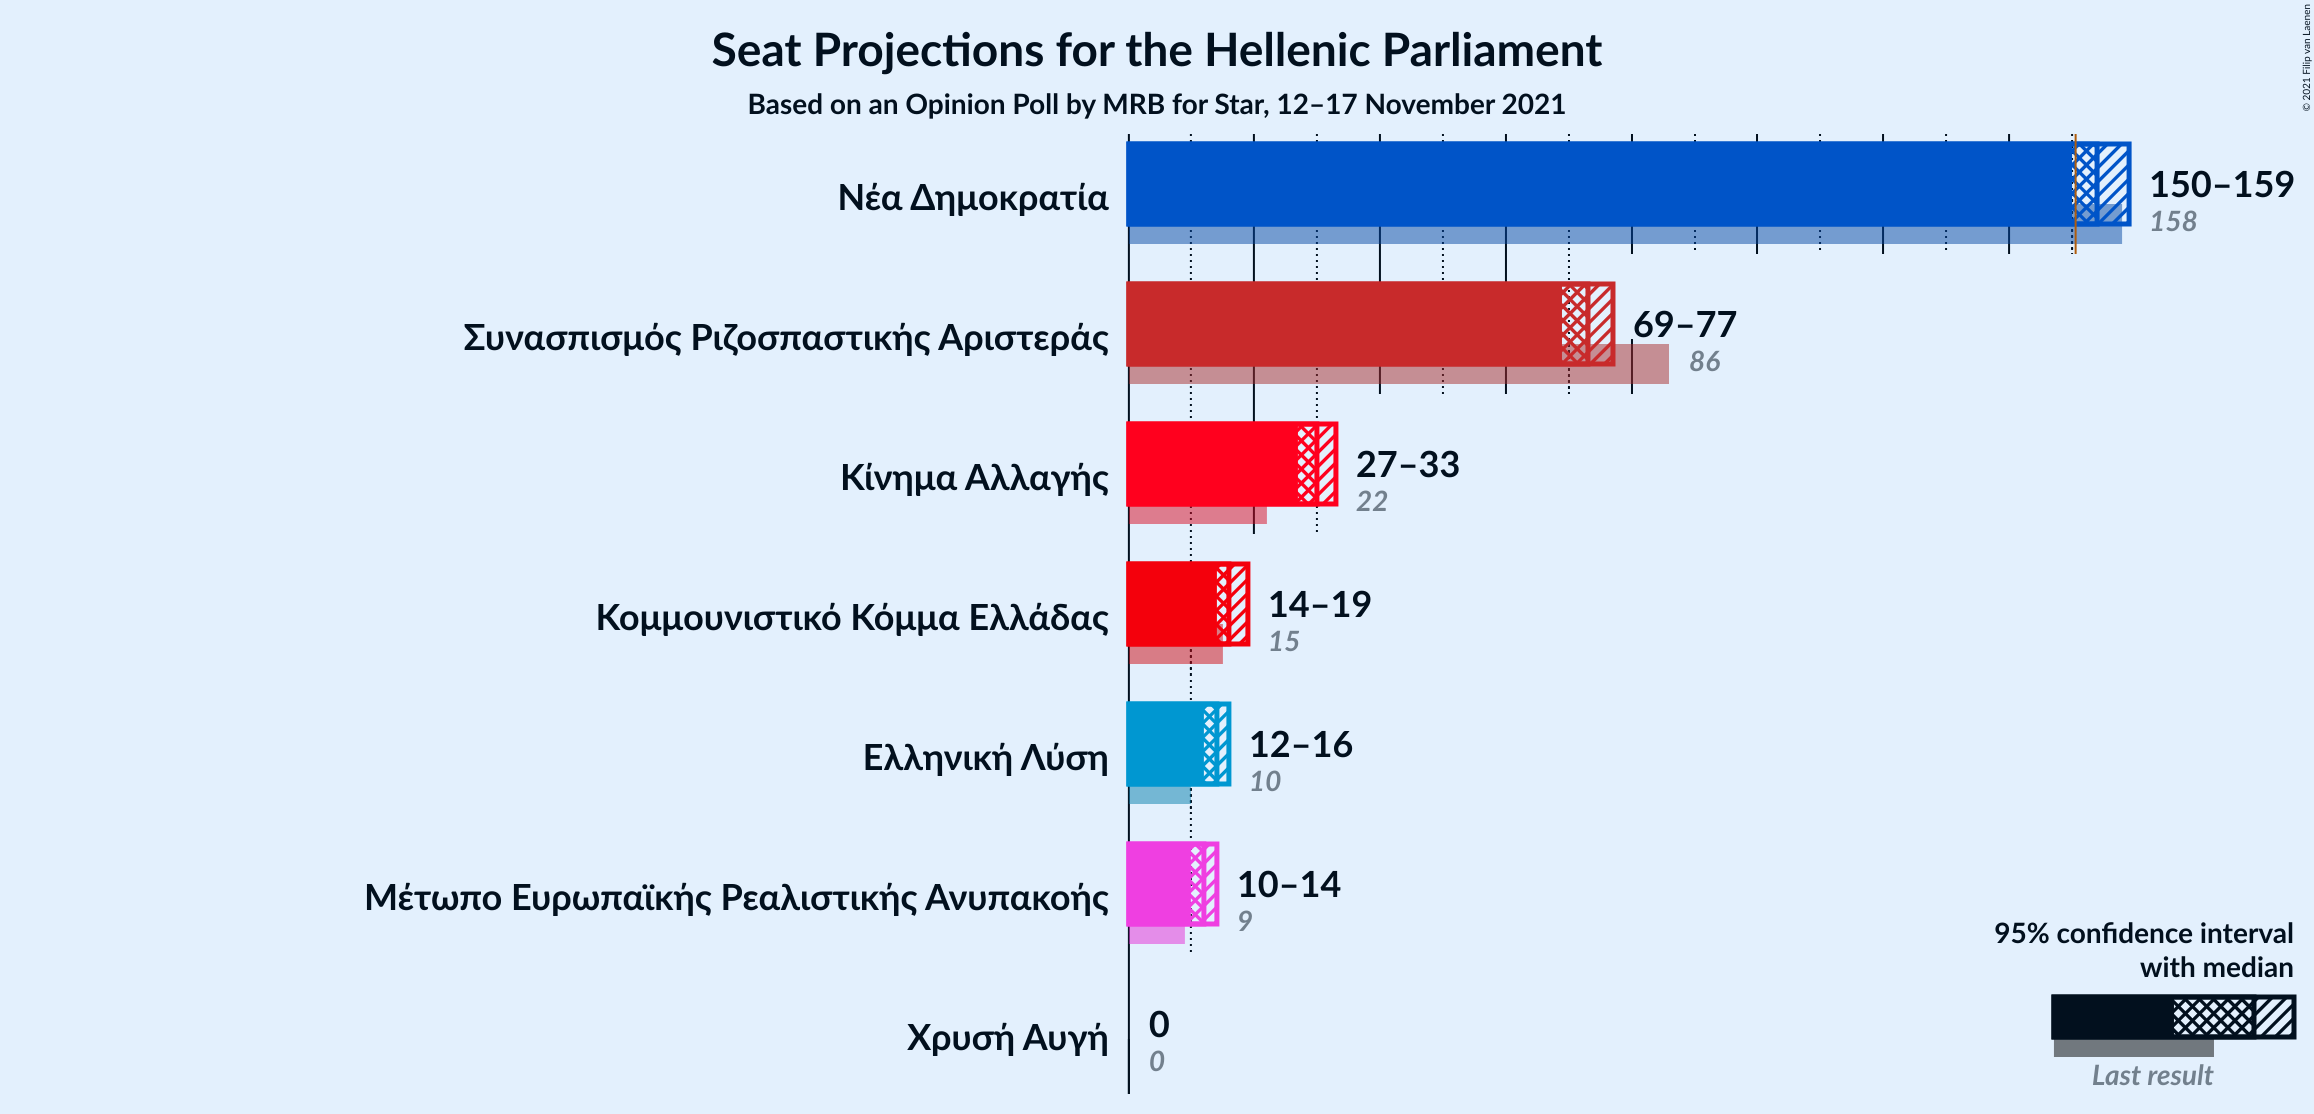 Seat Projections for the Hellenic Parliament
Based on an Opinion Poll by MRB for Star, 12–17 November 2021
© 2021 Filip van Laenen
Νέα Δημοκρατία
150–159
158
Συνασπισμός Ριζοσπαστικής Αριστεράς
69–77
86
Κίνημα Αλλαγής
27–33
22
Κομμουνιστικό Κόμμα Ελλάδας
14–19
15
Ελληνική Λύση
12–16
10
Μέτωπο Ευρωπαϊκής Ρεαλιστικής Ανυπακοής
10–14
9
Χρυσή Αυγή
0
0
95% confidence interval
with median
Last result